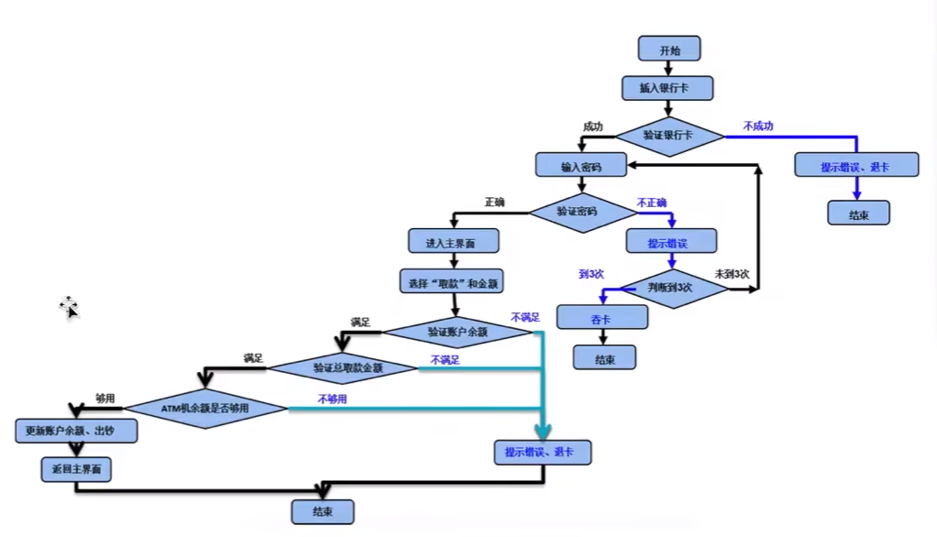 开始
插入银行卡
验证银行卡
成功
不成功
输入密码
提示错误、退卡
结束
验证密码
正确
不正确
进入主界面
提示错误
选择“取款”和金额
判断到3次
到3次
未到3次
吞卡
结束
验证账户余额
满足
不满足
验证总取款金额
满足
不满足
ATM机余额是否够用
够用
不够用
更新账户余额、出钞
提示错误、退卡
返回主界面
结束